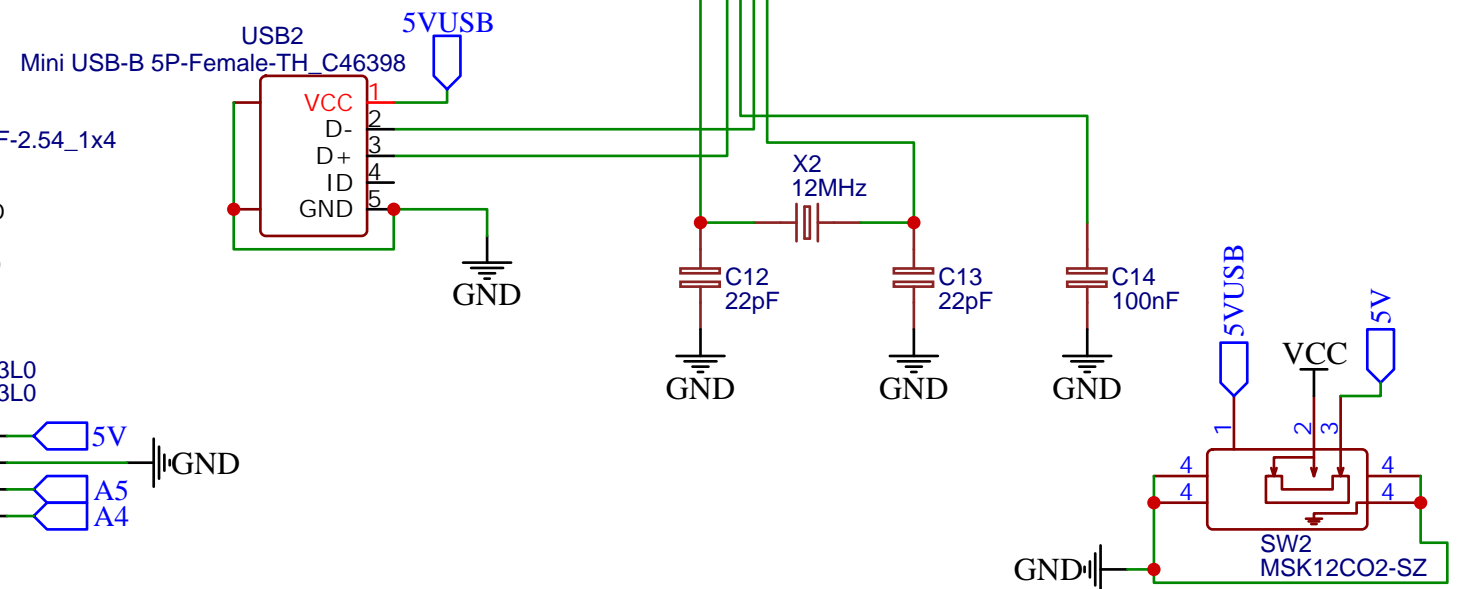 USB2
Mini USB-B 5P-Female-TH_C46398
5VUSB
VCC
1
D-
2
D+
3
ID
4
GND
5
GND
F-2.54_1x4
X2
12MHz
C12
22pF
GND
C13
22pF
GND
C14
100nF
GND
3L0
3L0
5V
GND
A5
A4
5VUSB
VCC
5V
1
2
3
4
4
4
4
GND
SW2
MSK12CO2-SZ